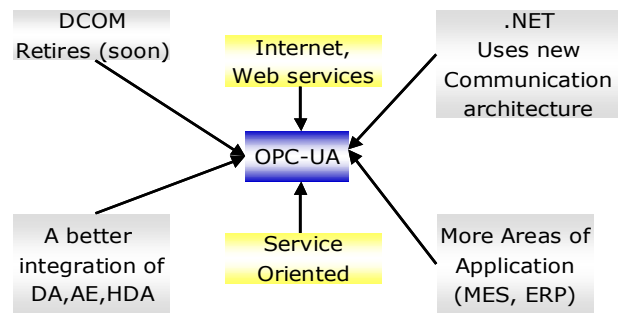 DCOM
Retires (soon)
Internet,
Web services
.NET
Uses new
Communication
architecture
OPC-UA
A better
integration of
DA,AE,HDA
Service
Oriented
More Areas of
Application
(MES, ERP)